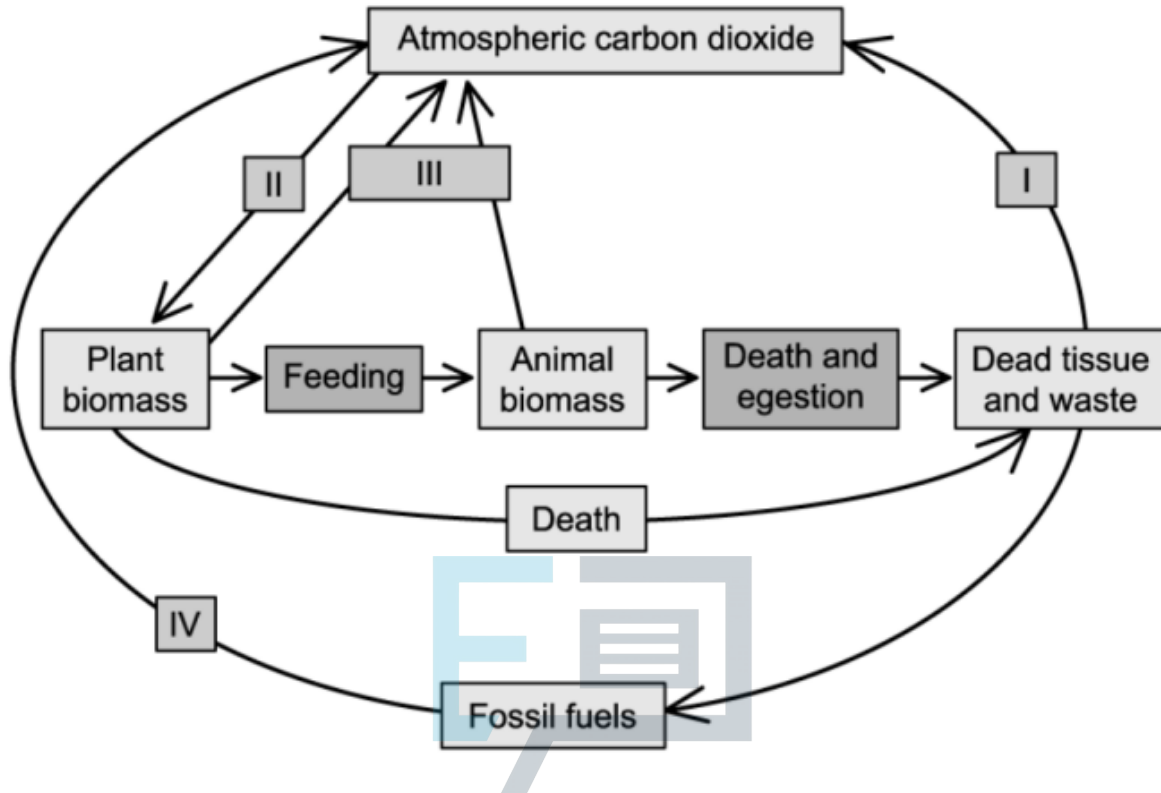 Atmospheric carbon dioxide
II
III
I
Plant
biomass
Feeding
Animal
biomass
Death and
egestion
Dead tissue
and waste
Death
IV
Fossil fuels